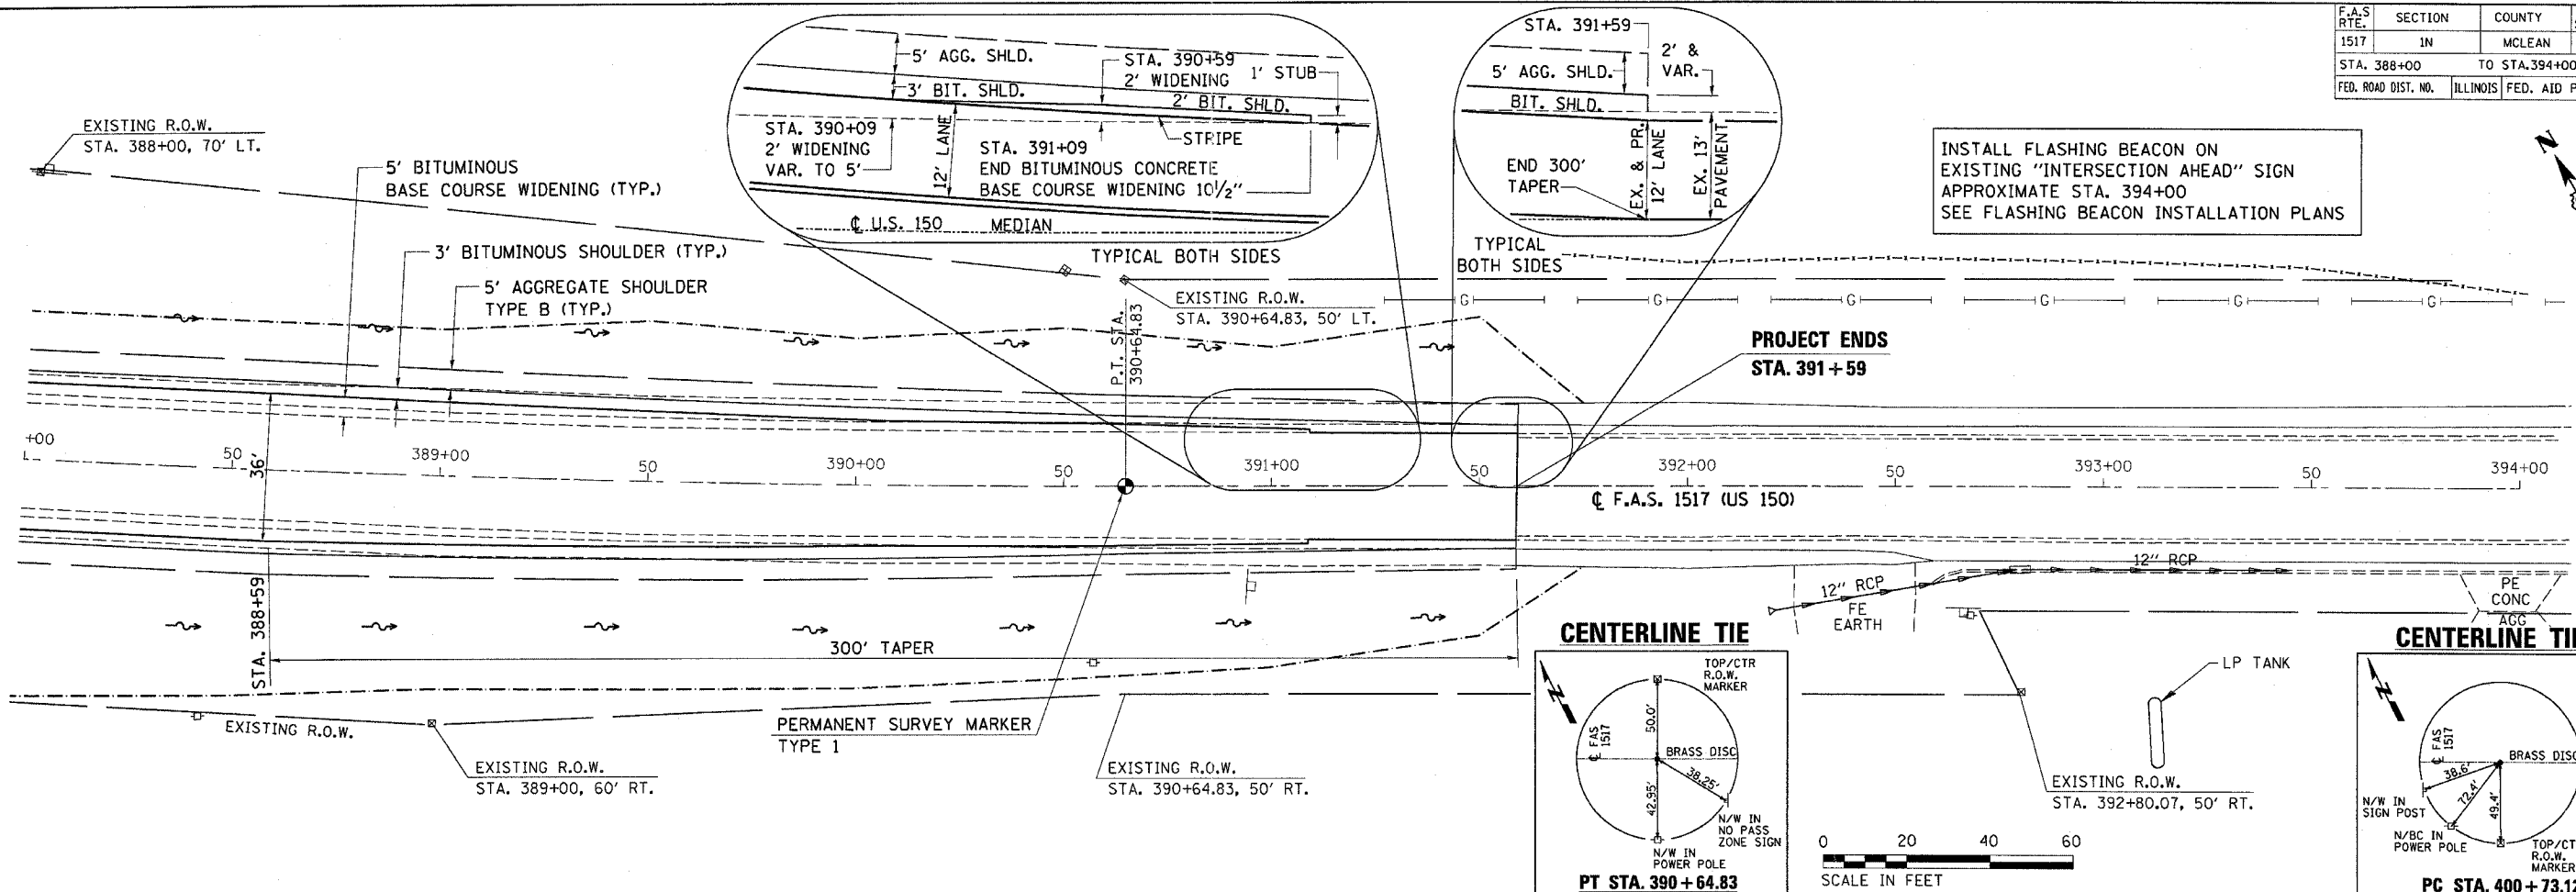 F.A.S RTE.
SECTION
COUNTY
1517
1N
MCLEAN
STA. 388+00 TO STA.394+00
FED. ROAD DIST. NO.
ILLINOIS
FED. AID P
STA. 390+09
2' WIDENING
VAR. TO 5'
5' AGG. SHLD.
3' BIT. SHLD.
12' LANE
STA. 390+59
2' WIDENING
1' STUB
2' BIT. SHLD.
STRIPE
STA. 391+09
END BITUMINOUS CONCRETE
BASE COURSE WIDENING 10 1/2"
℄ U.S. 150 MEDIAN
TYPICAL BOTH SIDES
STA. 391+59
2' &
VAR.
5' AGG. SHLD.
BIT. SHLD.
END 300'
TAPER
EX. & PR.
12' LANE
EX. 13'
PAVEMENT
TYPICAL
BOTH SIDES
INSTALL FLASHING BEACON ON
EXISTING "INTERSECTION AHEAD" SIGN
APPROXIMATE STA. 394+00
SEE FLASHING BEACON INSTALLATION PLANS
N
EXISTING R.O.W.
STA. 388+00, 70' LT.
5' BITUMINOUS
BASE COURSE WIDENING (TYP.)
3' BITUMINOUS SHOULDER (TYP.)
5' AGGREGATE SHOULDER
TYPE B (TYP.)
P.T. STA.
390+64.83
EXISTING R.O.W.
STA. 390+64.83, 50' LT.
G
G
G
G
G
G
PROJECT ENDS
STA. 391+59
+00
50
389+00
50
390+00
50
391+00
50
392+00
50
393+00
50
394+00
36'
℄ F.A.S. 1517 (US 150)
STA. 388+59
300' TAPER
12" RCP
12" RCP
FE
EARTH
PE
CONC
AGG
EXISTING R.O.W.
EXISTING R.O.W.
STA. 389+00, 60' RT.
PERMANENT SURVEY MARKER
TYPE 1
EXISTING R.O.W.
STA. 390+64.83, 50' RT.
LP TANK
EXISTING R.O.W.
STA. 392+80.07, 50' RT.
CENTERLINE TIE
N
TOP/CTR
R.O.W.
MARKER
50.0'
℄ FAS
1517
BRASS DISC
38.25'
42.95'
N/W IN
NO PASS
ZONE SIGN
N/W IN
POWER POLE
PT STA. 390+64.83
0 20 40 60
SCALE IN FEET
CENTERLINE TIE
N
℄ FAS
1517
BRASS DISC
38.6'
72.4'
49.4'
N/W IN
SIGN POST
N/BC IN
POWER POLE
TOP/CT
R.O.W.
MARKER
PC STA. 400+73.12